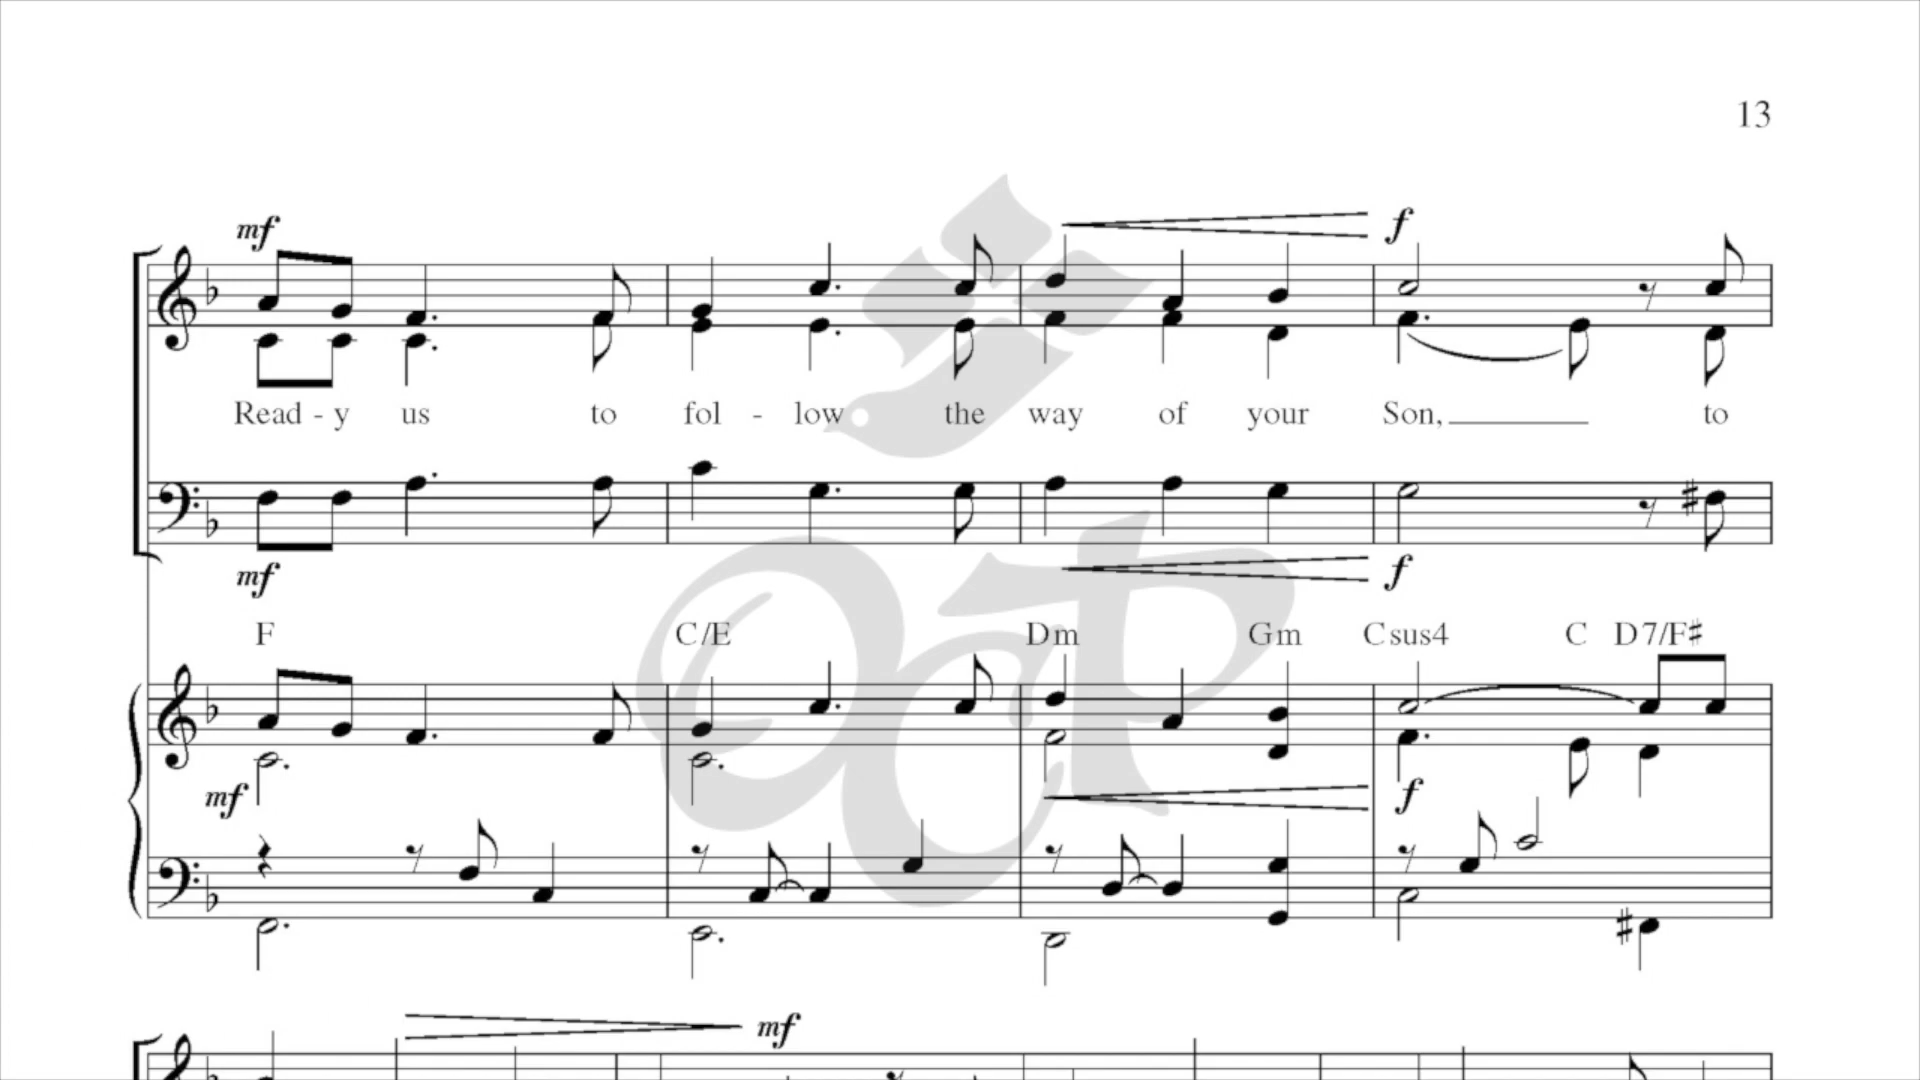 13
mf f
Read - y us to fol - low the way of your Son, to
mf f
F C/E Dm Gm Csus4 C D7/F♯
mf f
mf
OCP